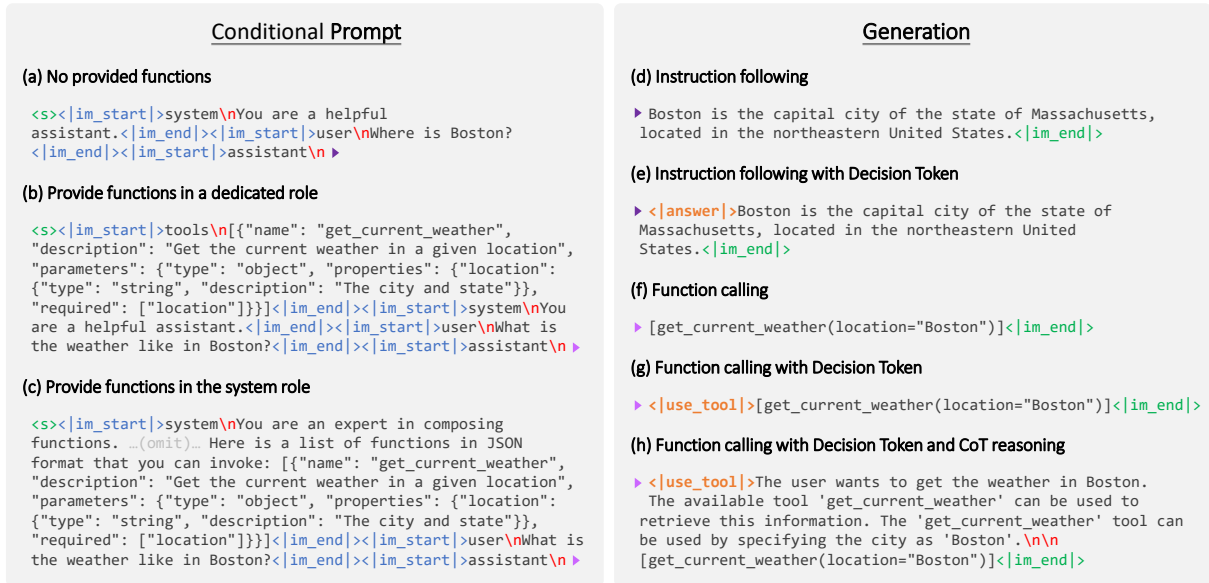 Conditional Prompt
(a) No provided functions
<s><|im_start|>system\nYou are a helpful
assistant.<|im_end|><|im_start|>user\nWhere is Boston?
<|im_end|><|im_start|>assistant\n
(b) Provide functions in a dedicated role
<s><|im_start|>tools\n[{"name": "get_current_weather",
"description": "Get the current weather in a given location",
"parameters": {"type": "object", "properties": {"location":
{"type": "string", "description": "The city and state"}},
"required": ["location"]}}]<|im_end|><|im_start|>system\nYou
are a helpful assistant.<|im_end|><|im_start|>user\nWhat is
the weather like in Boston?<|im_end|><|im_start|>assistant\n
(c) Provide functions in the system role
<s><|im_start|>system\nYou are an expert in composing
functions. …(omit)… Here is a list of functions in JSON
format that you can invoke: [{"name": "get_current_weather",
"description": "Get the current weather in a given location",
"parameters": {"type": "object", "properties": {"location":
{"type": "string", "description": "The city and state"}},
"required": ["location"]}}]<|im_end|><|im_start|>user\nWhat is
the weather like in Boston?<|im_end|><|im_start|>assistant\n
Generation
(d) Instruction following
Boston is the capital city of the state of Massachusetts,
located in the northeastern United States.<|im_end|>
(e) Instruction following with Decision Token
<|answer|>Boston is the capital city of the state of
Massachusetts, located in the northeastern United
States.<|im_end|>
(f) Function calling
[get_current_weather(location="Boston")]<|im_end|>
(g) Function calling with Decision Token
<|use_tool|>[get_current_weather(location="Boston")]<|im_end|>
(h) Function calling with Decision Token and CoT reasoning
<|use_tool|>The user wants to get the weather in Boston.
The available tool 'get_current_weather' can be used to
retrieve this information. The 'get_current_weather' tool can
be used by specifying the city as 'Boston'.\n\n
[get_current_weather(location="Boston")]<|im_end|>